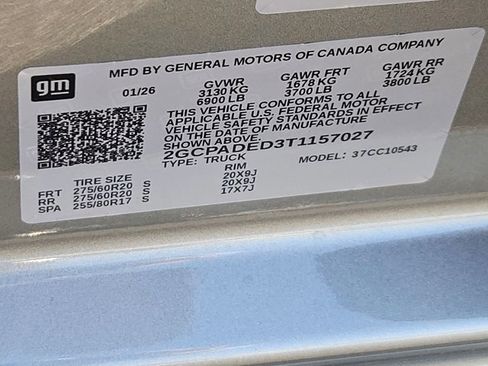 gm
MFD BY GENERAL MOTORS OF CANADA COMPANY
01/26 GVWR GAWR FRT GAWR RR
3130 KG 1678 KG 1724 KG
6900 LB 3700 LB 3800 LB
THIS VEHICLE CONFORMS TO ALL
APPLICABLE U.S. FEDERAL MOTOR
VEHICLE SAFETY STANDARDS IN EFFECT
ON THE DATE OF MANUFACTURE
2GCPADED3T1157027
TYPE: TRUCK MODEL: 37CC10543
TIRE SIZE RIM
FRT 275/60R20 S 20X9J
RR 275/60R20 S 20X9J
SPA 255/80R17 S 17X7J